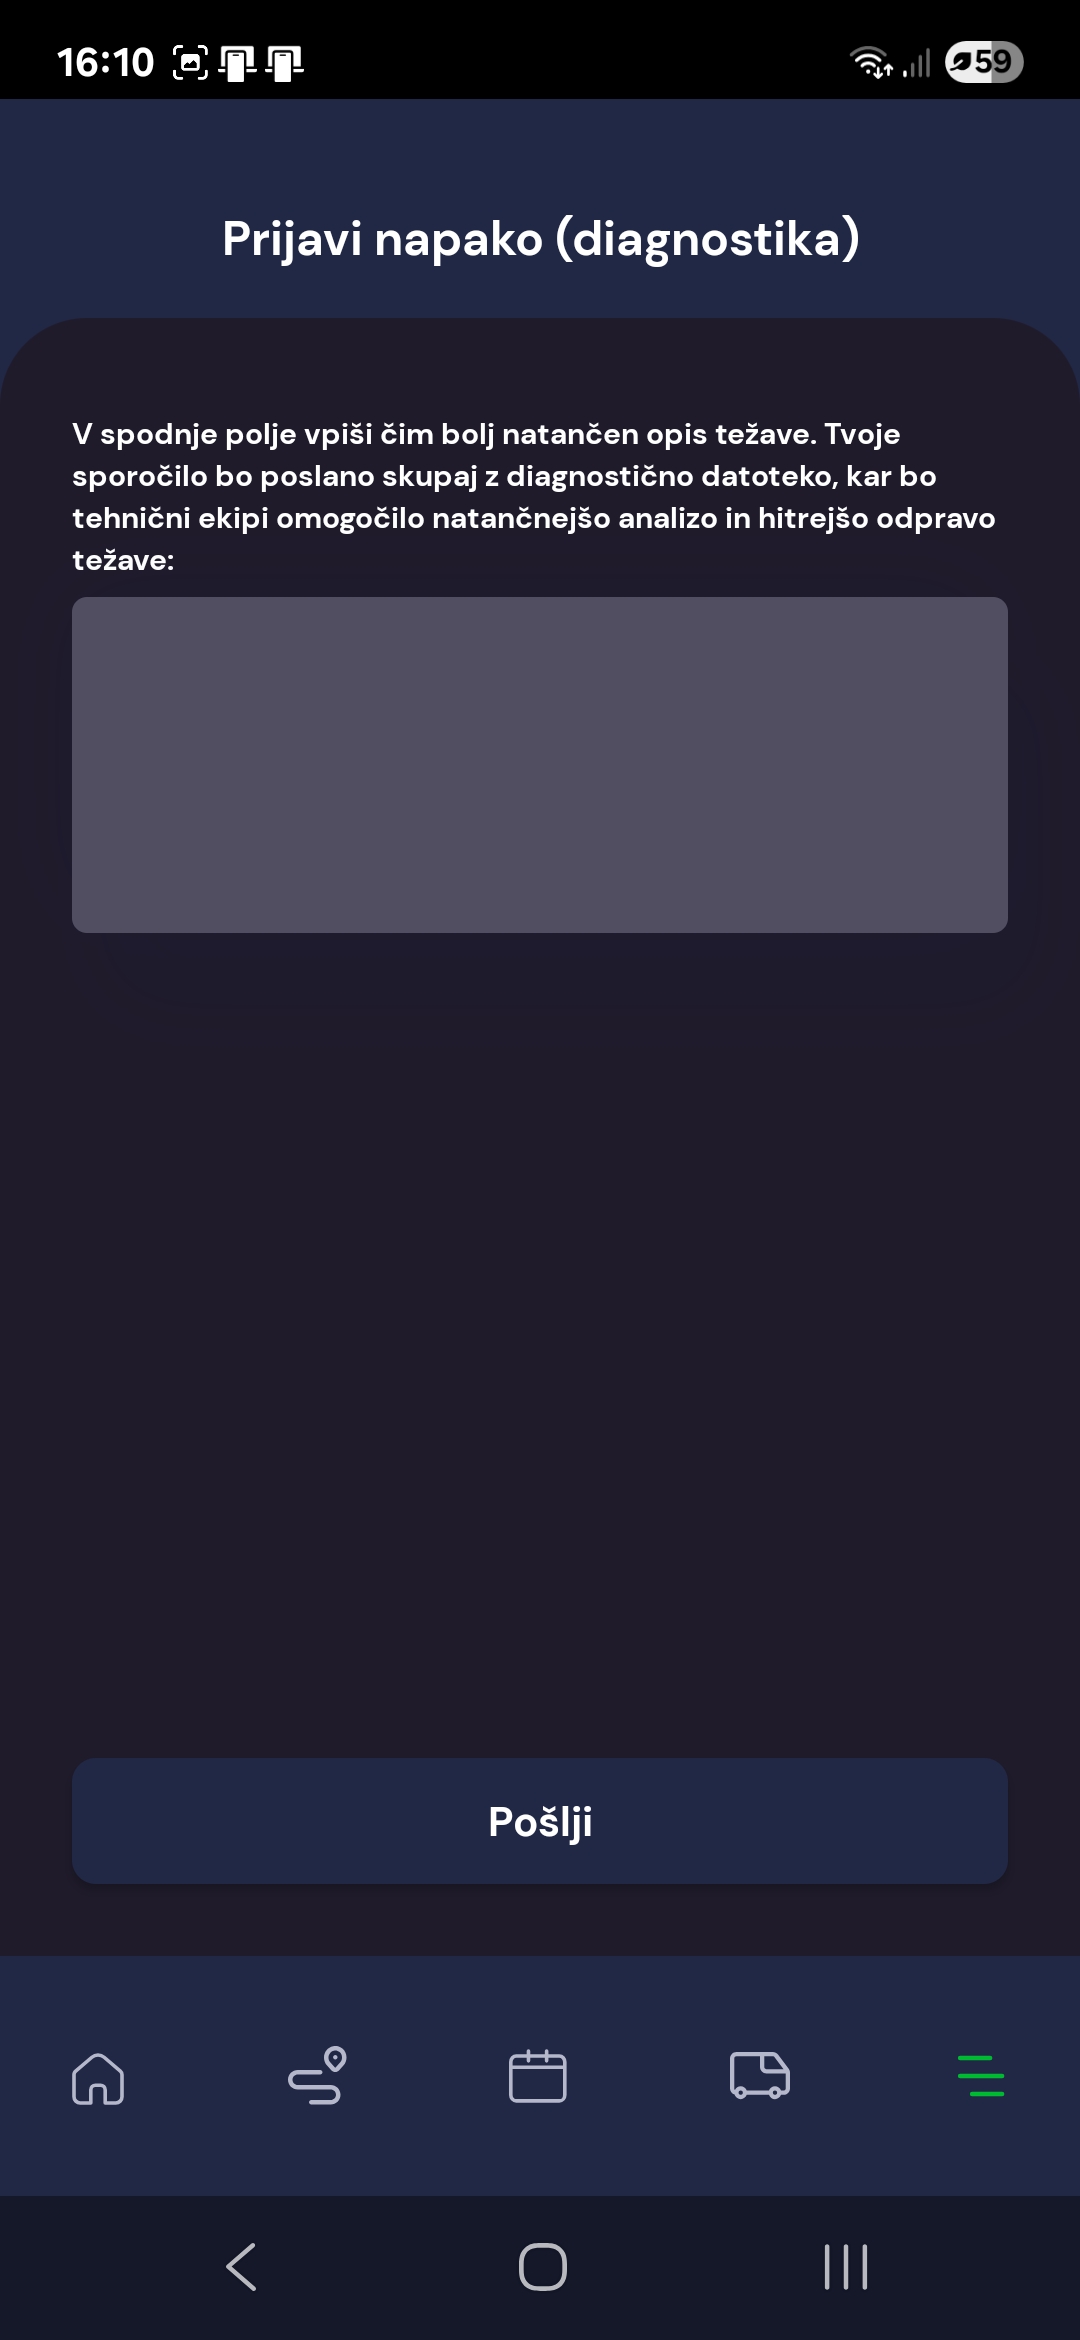 16:10
59
Prijavi napako (diagnostika)
V spodnje polje vpiši čim bolj natančen opis težave. Tvoje
sporočilo bo poslano skupaj z diagnostično datoteko, kar bo
tehnični ekipi omogočilo natančnejšo analizo in hitrejšo odpravo
težave:
Pošlji